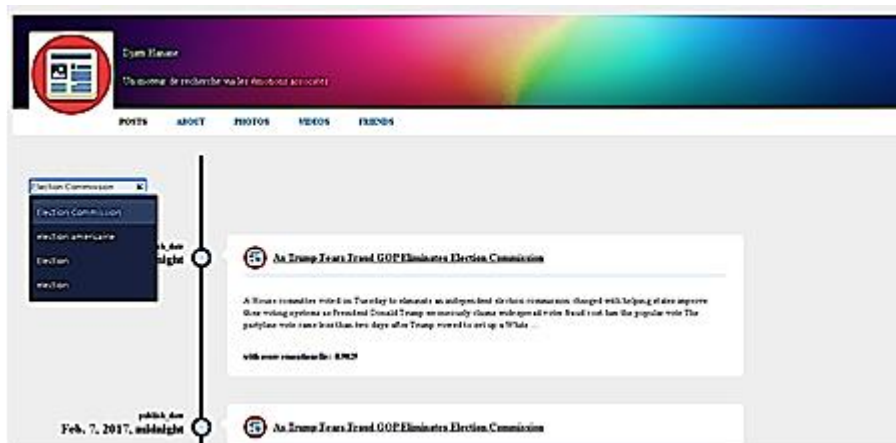 Un moteur de recherche via les émotions associées
POSTS ABOUT PHOTOS VIDEOS FRIENDS
Election Commission x
Election Commission
election americaine
Election
election
publish_date
midnight
As Trump Fears Fraud GOP Eliminates Election Commission
A House committee voted on Tuesday to eliminate an independent election commission charged with helping states improve
their voting systems as President Donald Trump erroneously claims widespread voter fraud cost him the popular vote The
partyline vote came less than two days after Trump vowed to set up a White ...
publish_date
Feb. 7, 2017, midnight
As Trump Fears Fraud GOP Eliminates Election Commission